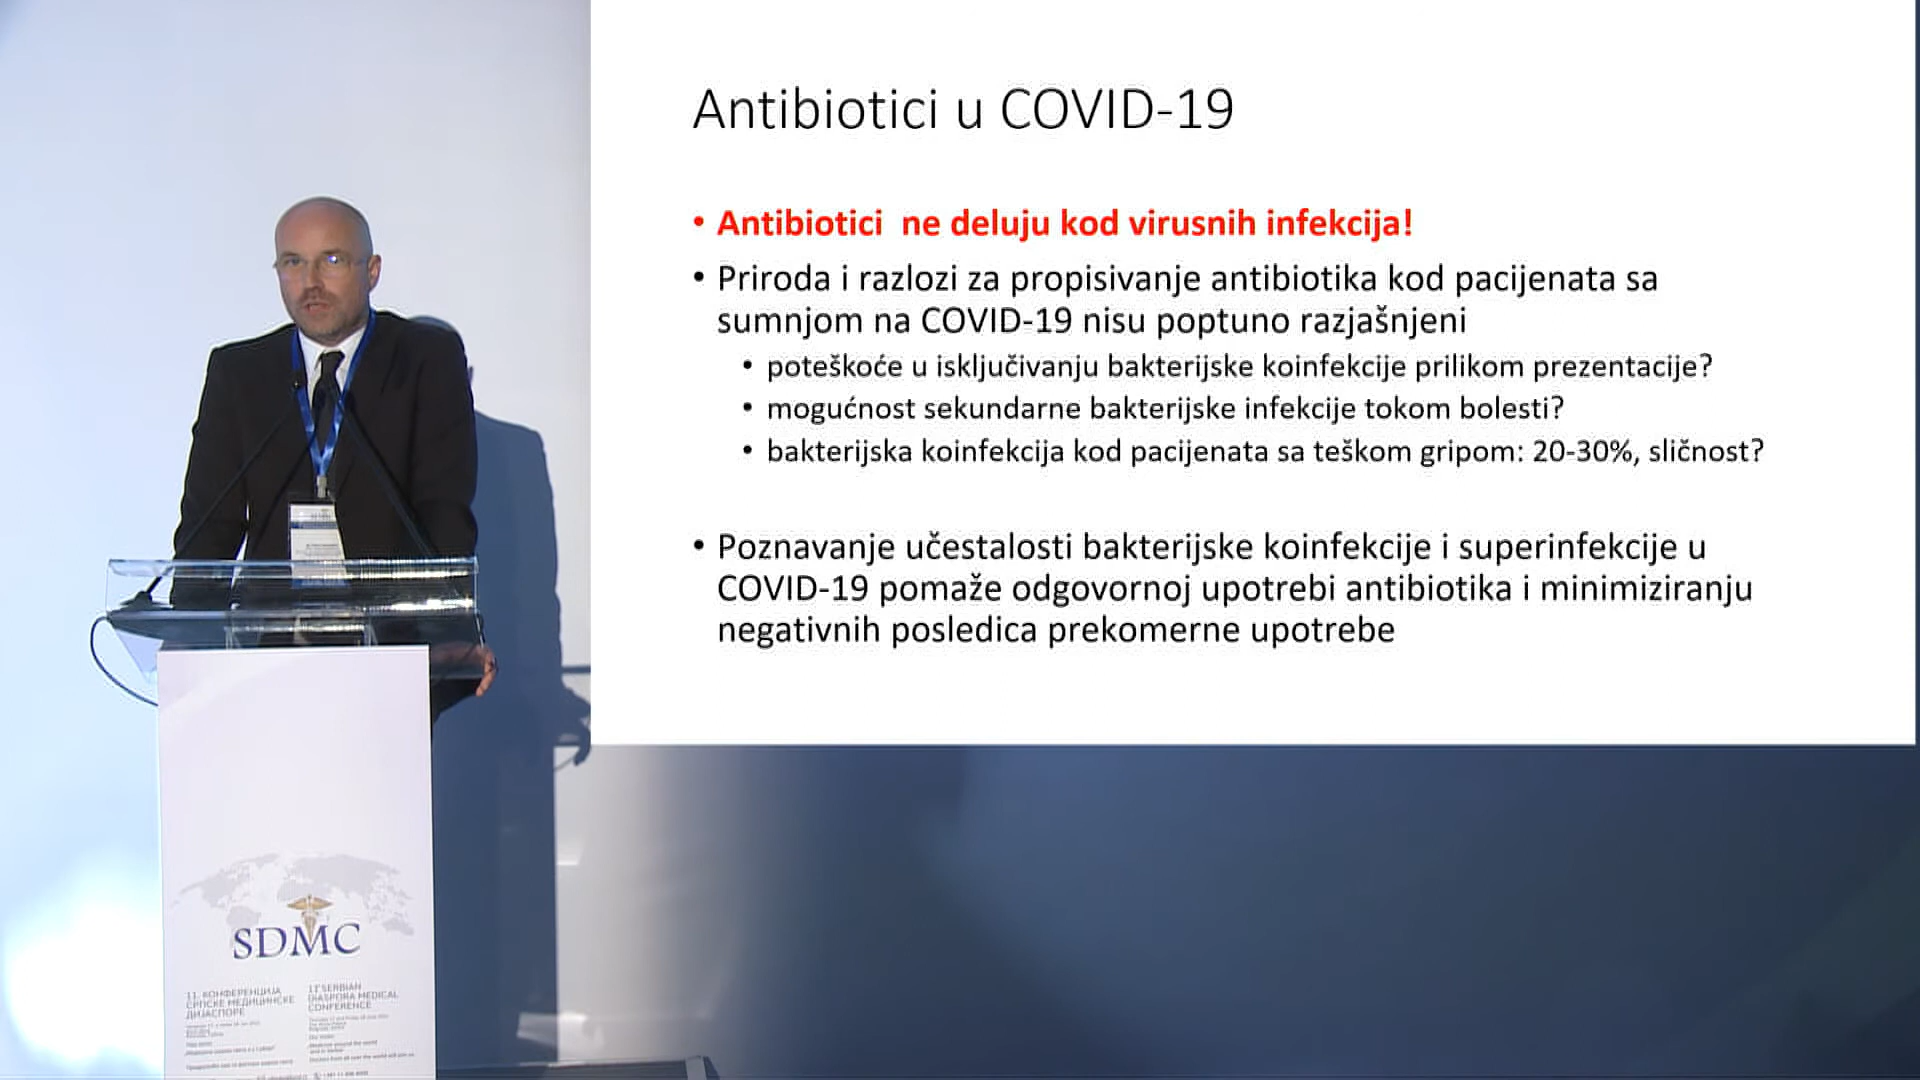 Antibiotici u COVID-19
• Antibiotici ne deluju kod virusnih infekcija!
• Priroda i razlozi za propisivanje antibiotika kod pacijenata sa
sumnjom na COVID-19 nisu poptuno razjašnjeni
• poteškoće u isključivanju bakterijske koinfekcije prilikom prezentacije?
• mogućnost sekundarne bakterijske infekcije tokom bolesti?
• bakterijska koinfekcija kod pacijenata sa teškom gripom: 20-30%, sličnost?
• Poznavanje učestalosti bakterijske koinfekcije i superinfekcije u
COVID-19 pomaže odgovornoj upotrebi antibiotika i minimiziranju
negativnih posledica prekomerne upotrebe
SDMC
11. КОНФЕРЕНЦИЈА
СРПСКЕ МЕДИЦИНСКЕ
ДИЈАСПОРЕ
11th SERBIAN
DIASPORA MEDICAL
CONFERENCE